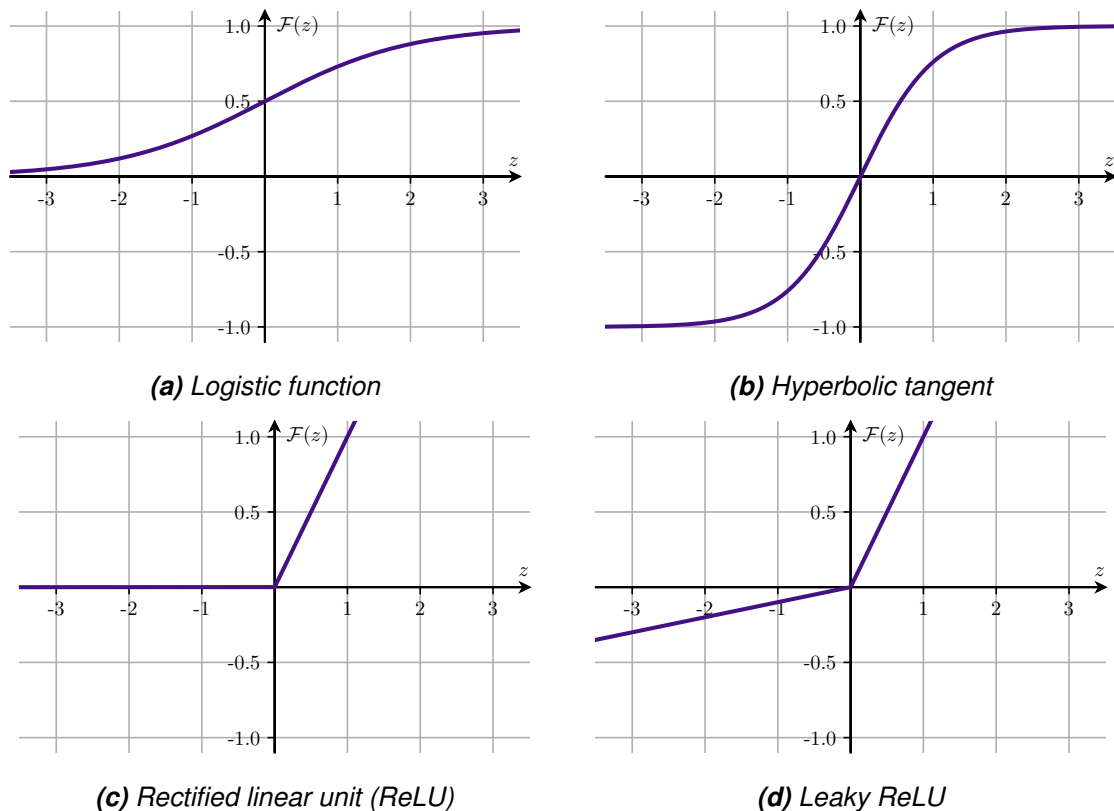 1.0 F(z) 1.0 F(z)
0.5 0.5
z z
-3 -2 -1 1 2 3 -3 -2 -1 1 2 3
-0.5 -0.5
-1.0 -1.0
(a) Logistic function (b) Hyperbolic tangent
1.0 F(z) 1.0 F(z)
0.5 0.5
z z
-3 -2 -1 1 2 3 -3 -2 -1 1 2 3
-0.5 -0.5
-1.0 -1.0
(c) Rectified linear unit (ReLU) (d) Leaky ReLU